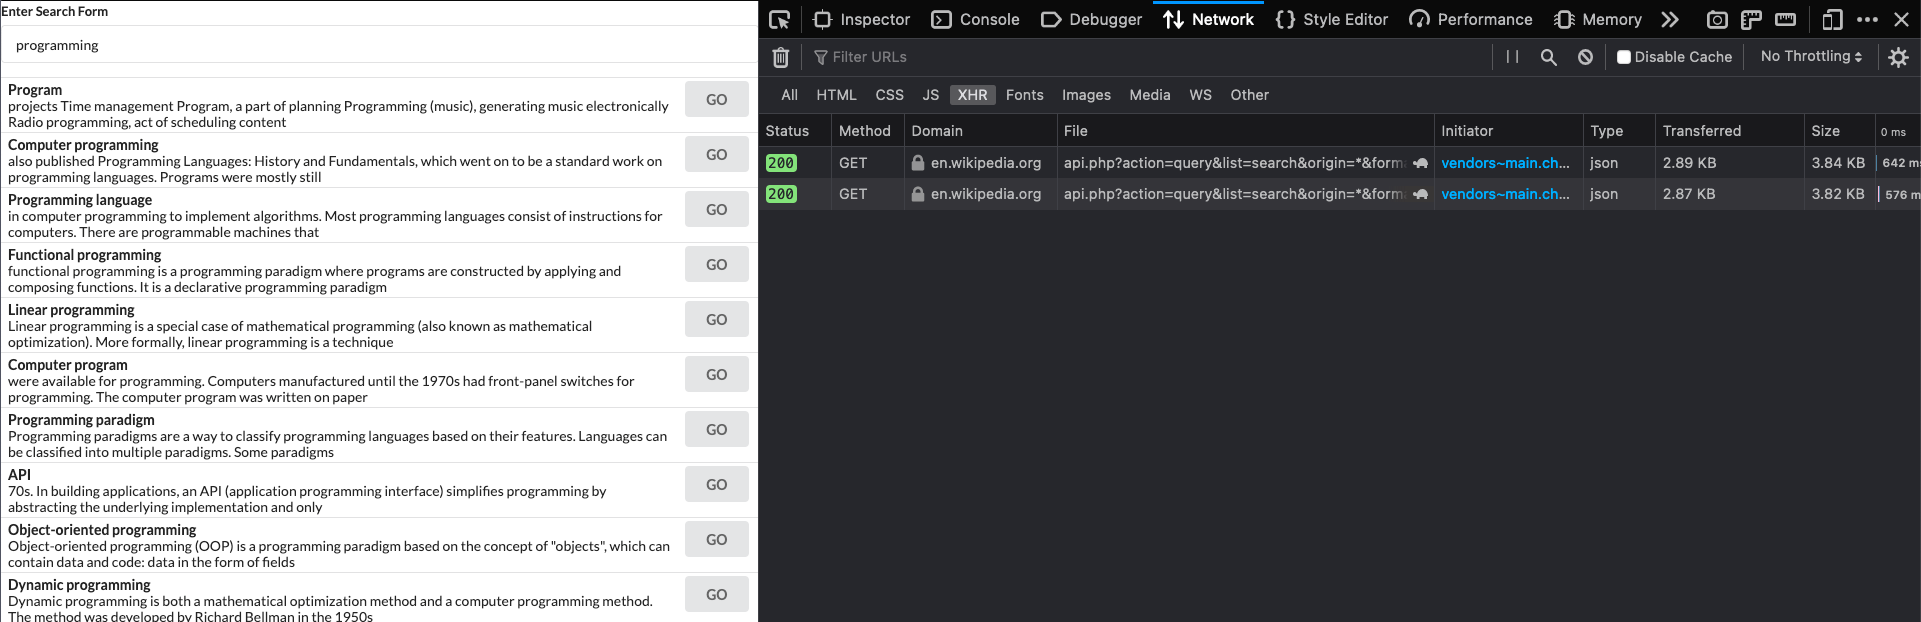 Enter Search Form
programming
Program
projects Time management Program, a part of planning Programming (music), generating music electronically
Radio programming, act of scheduling content
GO
Computer programming
also published Programming Languages: History and Fundamentals, which went on to be a standard work on
programming languages. Programs were mostly still
GO
Programming language
in computer programming to implement algorithms. Most programming languages consist of instructions for
computers. There are programmable machines that
GO
Functional programming
functional programming is a programming paradigm where programs are constructed by applying and
composing functions. It is a declarative programming paradigm
GO
Linear programming
Linear programming is a special case of mathematical programming (also known as mathematical
optimization). More formally, linear programming is a technique
GO
Computer program
were available for programming. Computers manufactured until the 1970s had front-panel switches for
programming. The computer program was written on paper
GO
Programming paradigm
Programming paradigms are a way to classify programming languages based on their features. Languages can
be classified into multiple paradigms. Some paradigms
GO
API
70s. In building applications, an API (application programming interface) simplifies programming by
abstracting the underlying implementation and only
GO
Object-oriented programming
Object-oriented programming (OOP) is a programming paradigm based on the concept of "objects", which can
contain data and code: data in the form of fields
GO
Dynamic programming
Dynamic programming is both a mathematical optimization method and a computer programming method.
The method was developed by Richard Bellman in the 1950s
GO
Inspector Console Debugger Network Style Editor Performance Memory
Filter URLs Disable Cache No Throttling
All HTML CSS JS XHR Fonts Images Media WS Other
Status Method Domain File Initiator Type Transferred Size 0 ms
200 GET en.wikipedia.org api.php?action=query&list=search&origin=*&form vendors~main.ch... json 2.89 KB 3.84 KB 642 ms
200 GET en.wikipedia.org api.php?action=query&list=search&origin=*&form vendors~main.ch... json 2.87 KB 3.82 KB 576 m